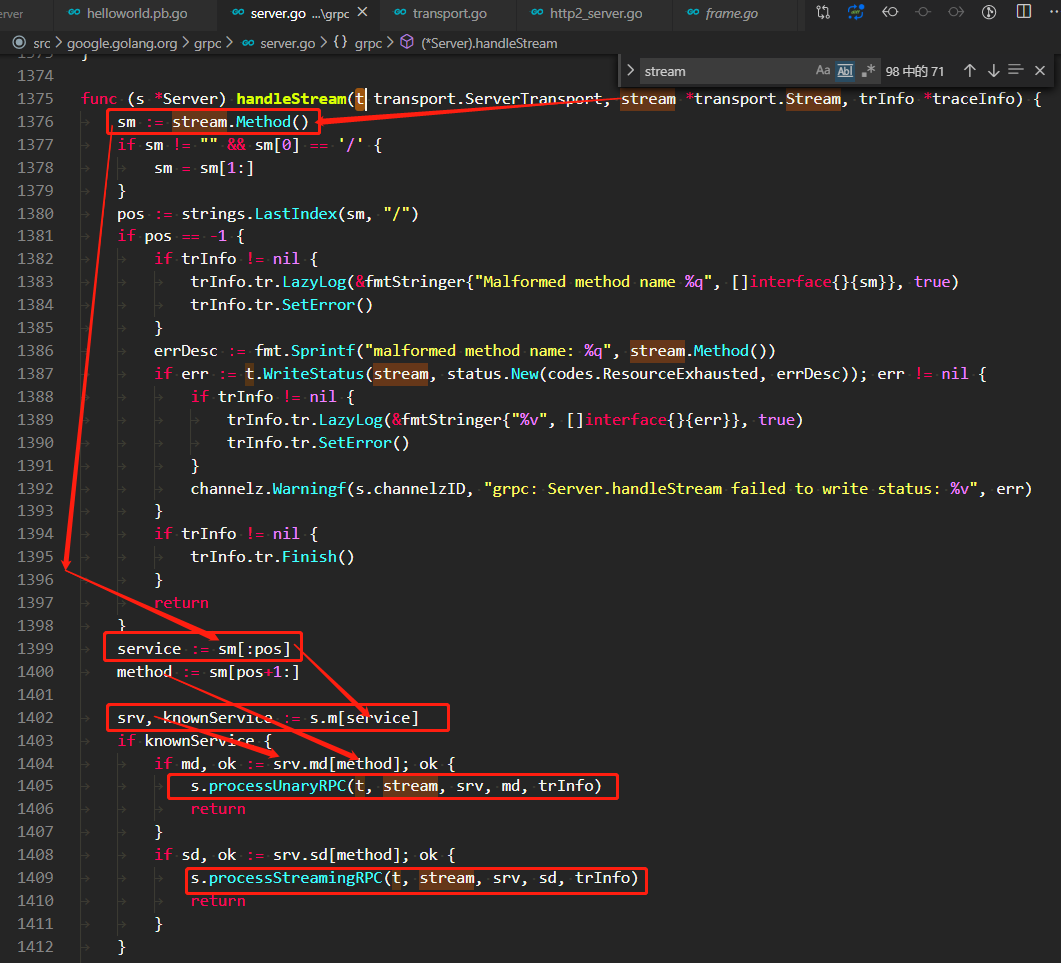 erver helloworld.pb.go server.go ...\grpc transport.go http2_server.go frame.go
src > google.golang.org > grpc > server.go > {} grpc > (*Server).handleStream
stream Aa Abl .* 98 中的 71
1373 }
1374
1375 func (s *Server) handleStream(t transport.ServerTransport, stream *transport.Stream, trInfo *traceInfo) {
1376 sm := stream.Method()
1377 if sm != "" && sm[0] == '/' {
1378 sm = sm[1:]
1379 }
1380 pos := strings.LastIndex(sm, "/")
1381 if pos == -1 {
1382 if trInfo != nil {
1383 trInfo.tr.LazyLog(&fmtStringer{"Malformed method name %q", []interface{}{sm}}, true)
1384 trInfo.tr.SetError()
1385 }
1386 errDesc := fmt.Sprintf("malformed method name: %q", stream.Method())
1387 if err := t.WriteStatus(stream, status.New(codes.ResourceExhausted, errDesc)); err != nil {
1388 if trInfo != nil {
1389 trInfo.tr.LazyLog(&fmtStringer{"%v", []interface{}{err}}, true)
1390 trInfo.tr.SetError()
1391 }
1392 channelz.Warningf(s.channelzID, "grpc: Server.handleStream failed to write status: %v", err)
1393 }
1394 if trInfo != nil {
1395 trInfo.tr.Finish()
1396 }
1397 return
1398 }
1399 service := sm[:pos]
1400 method := sm[pos+1:]
1401
1402 srv, knownService := s.m[service]
1403 if knownService {
1404 if md, ok := srv.md[method]; ok {
1405 s.processUnaryRPC(t, stream, srv, md, trInfo)
1406 return
1407 }
1408 if sd, ok := srv.sd[method]; ok {
1409 s.processStreamingRPC(t, stream, srv, sd, trInfo)
1410 return
1411 }
1412 }